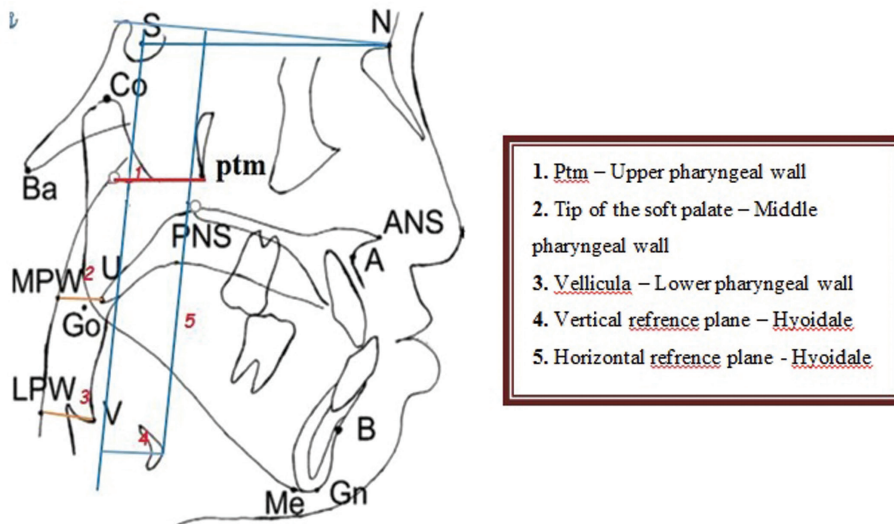 S
N
Co
1
ptm
Ba
PNS
ANS
A
MPW
2
U
Go
5
LPW
3
V
4
B
Me
Gn
1. Ptm – Upper pharyngeal wall
2. Tip of the soft palate – Middle
pharyngeal wall
3. Vellicula – Lower pharyngeal wall
4. Vertical refrence plane – Hyoidale
5. Horizontal refrence plane - Hyoidale